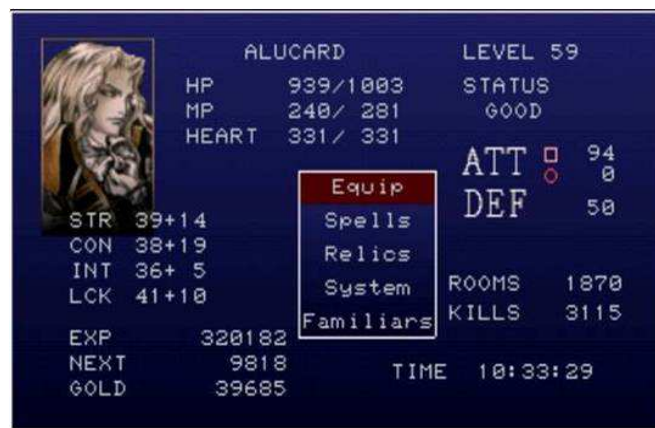 ALUCARD
LEVEL 59
HP 939/1003
MP 240/ 281
HEART 331/ 331
STATUS
GOOD
ATT □ 94
○ 0
DEF 50
STR 39+14
CON 38+19
INT 36+ 5
LCK 41+10
Equip
Spells
Relics
System
Familiars
ROOMS 1870
KILLS 3115
EXP 320182
NEXT 9818
GOLD 39685
TIME 10:33:29